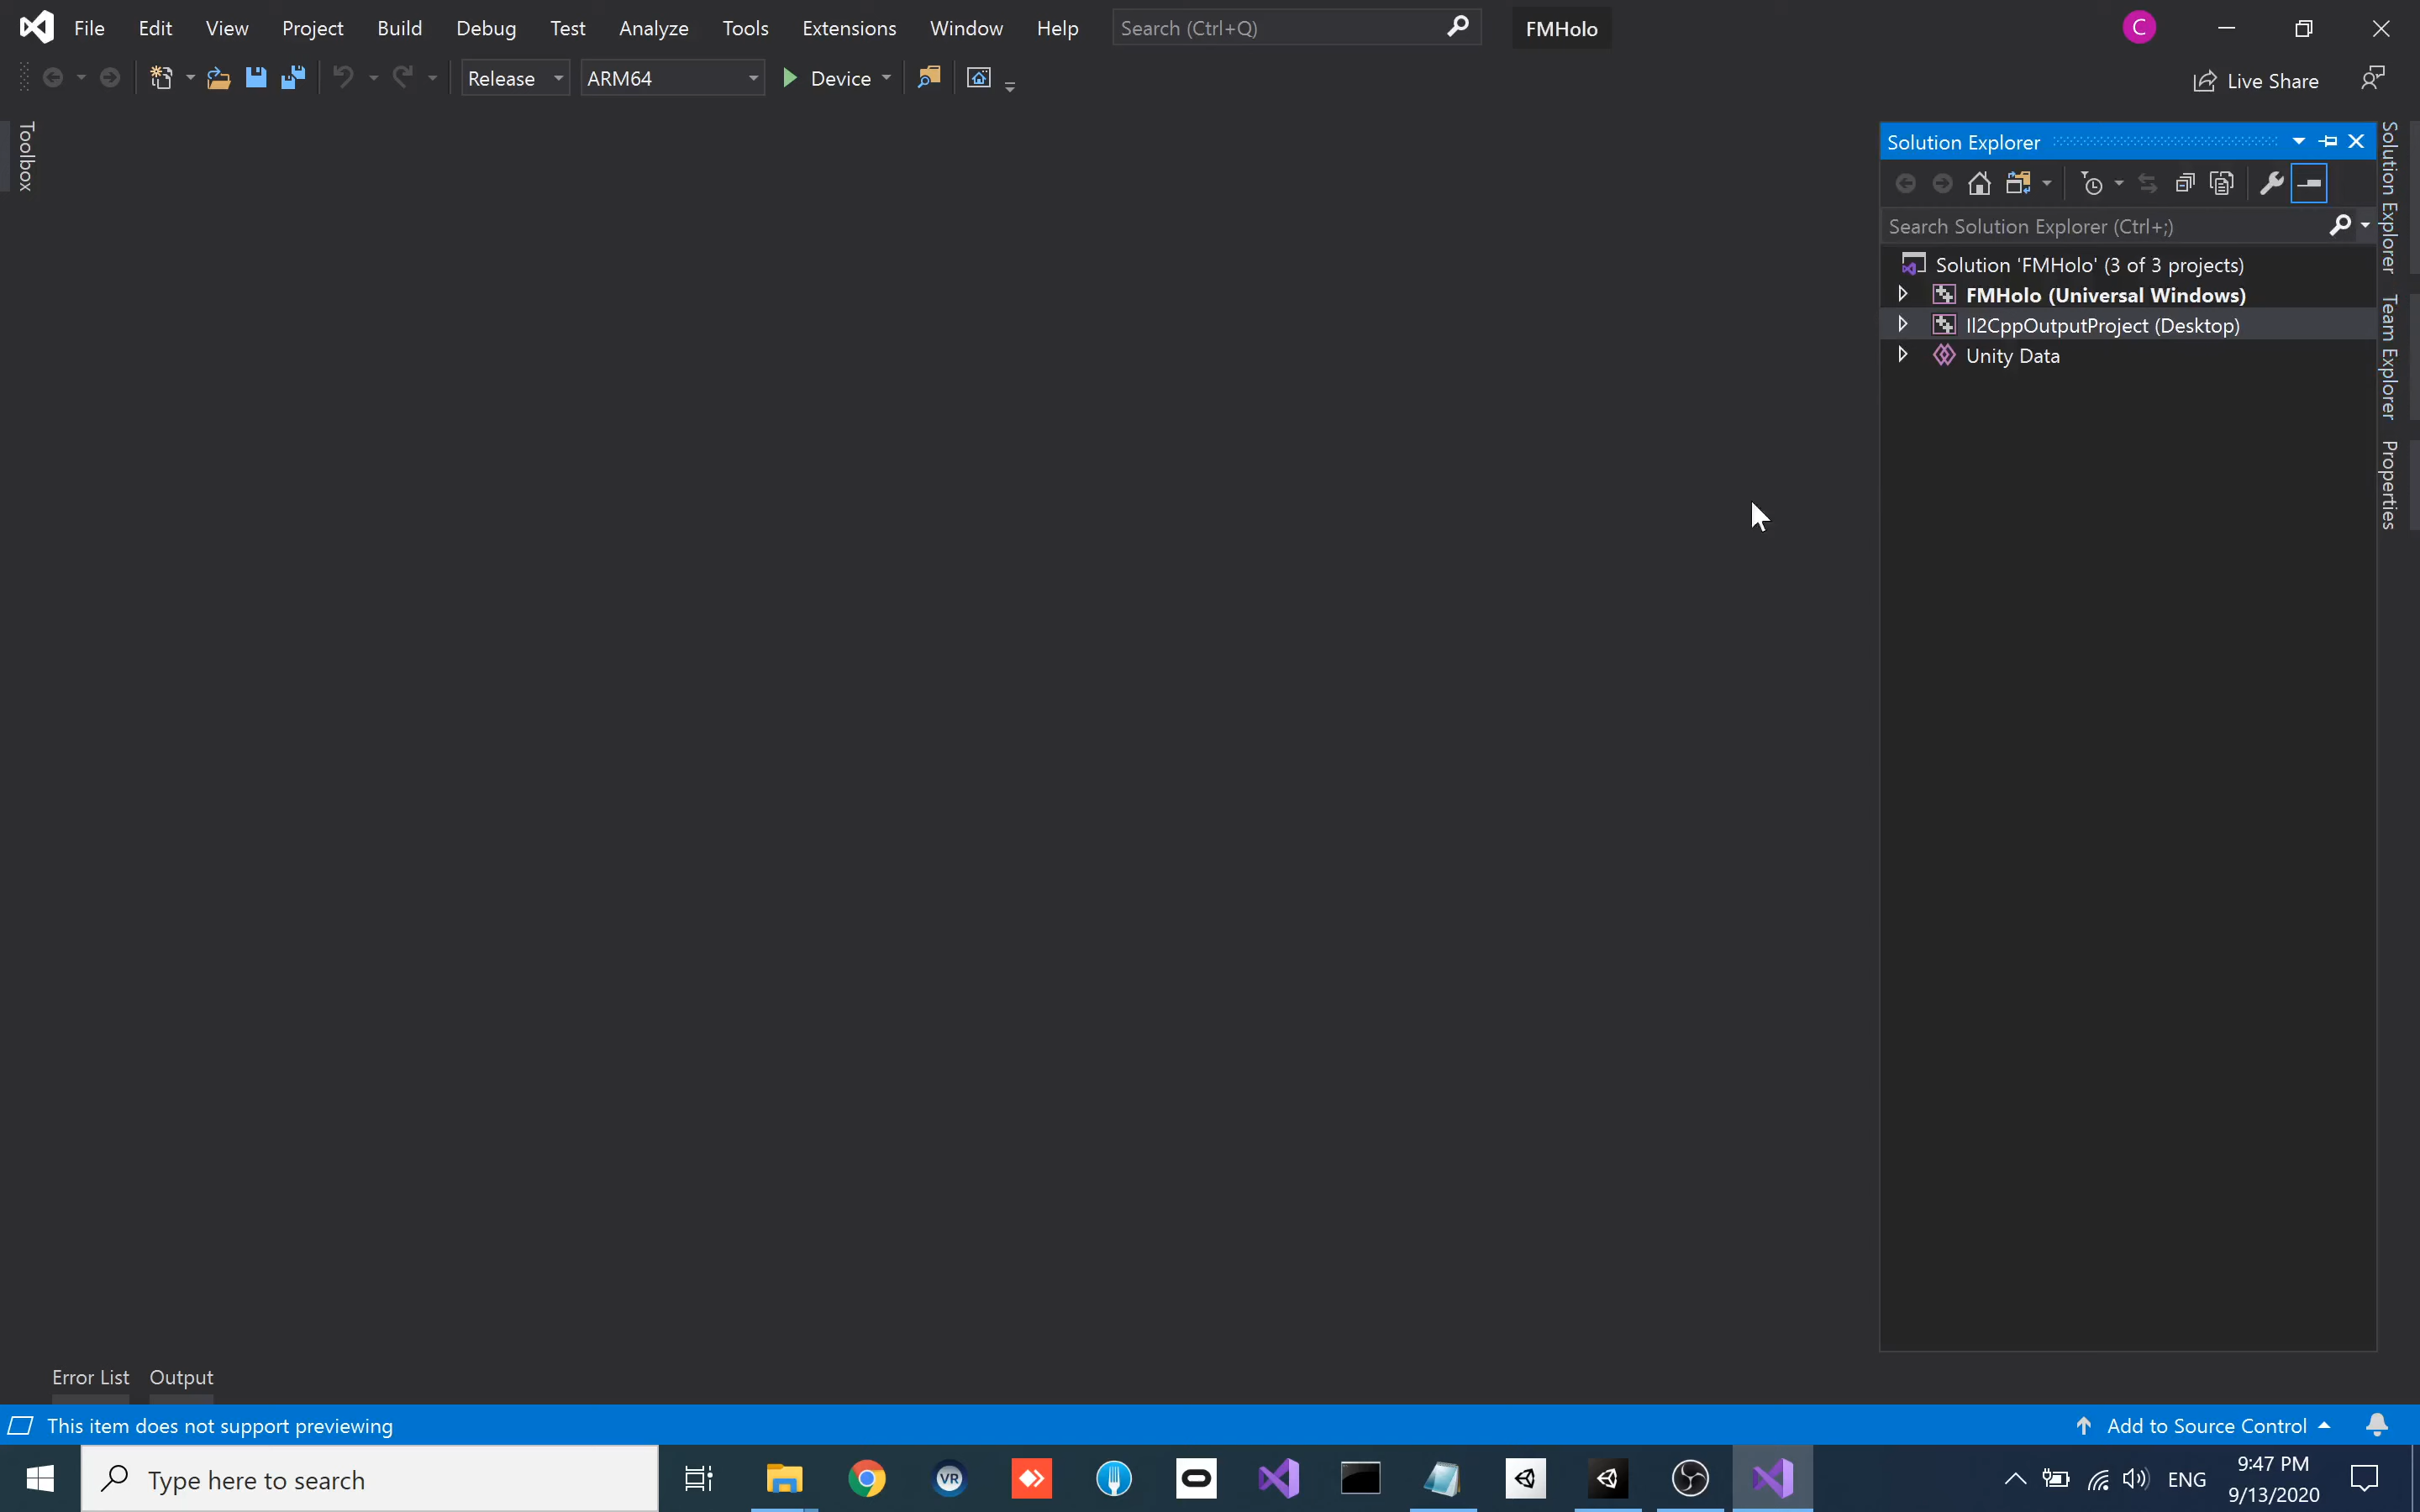 File Edit View Project Build Debug Test Analyze Tools Extensions Window Help Search (Ctrl+Q) FMHolo C
Release ARM64 Device Live Share
Toolbox
Solution Explorer
Search Solution Explorer (Ctrl+;)
Solution 'FMHolo' (3 of 3 projects)
FMHolo (Universal Windows)
Il2CppOutputProject (Desktop)
Unity Data
Solution Explorer
Team Explorer
Properties
Error List Output
This item does not support previewing Add to Source Control
Type here to search VR ENG 9:47 PM
9/13/2020